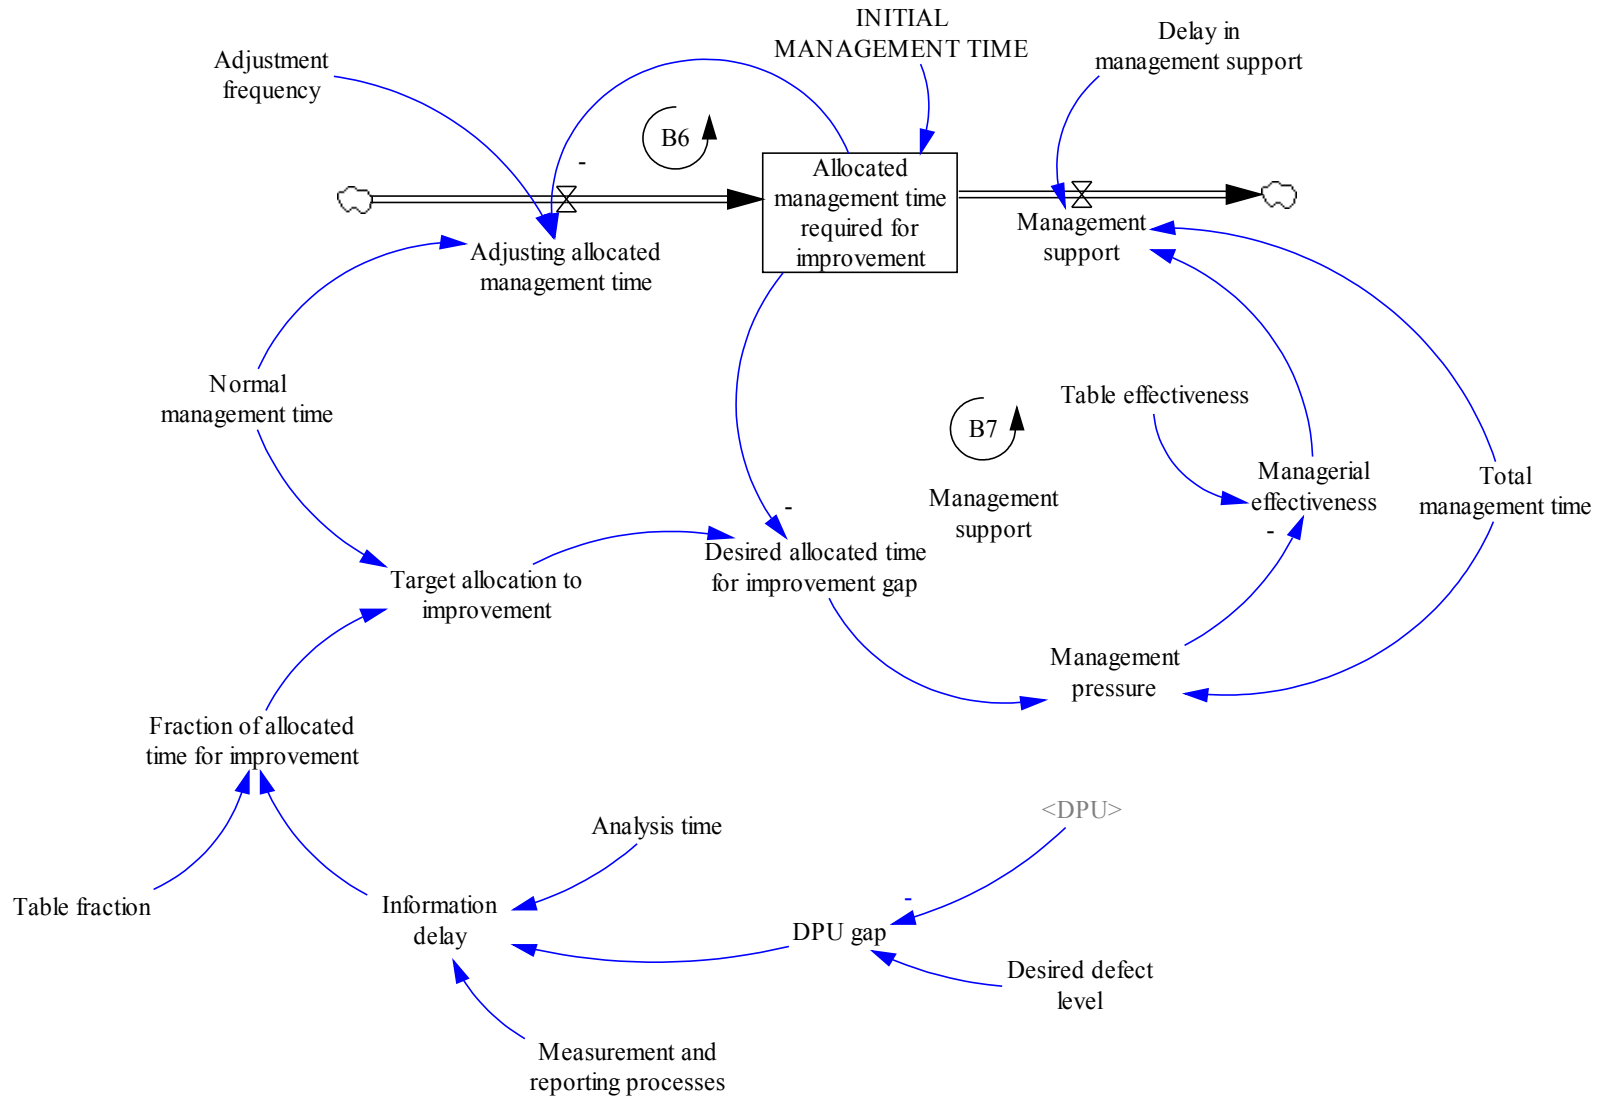 INITIAL
MANAGEMENT TIME
Delay in
management support
Adjustment
frequency
B6
-
Allocated
management time
required for
improvement
Management
support
Adjusting allocated
management time
Normal
management time
Table effectiveness
B7
Managerial
effectiveness
-
Total
management time
Management
support
-
Desired allocated time
for improvement gap
Target allocation to
improvement
Management
pressure
Fraction of allocated
time for improvement
<DPU>
Analysis time
Table fraction
Information
delay
-
DPU gap
Desired defect
level
Measurement and
reporting processes